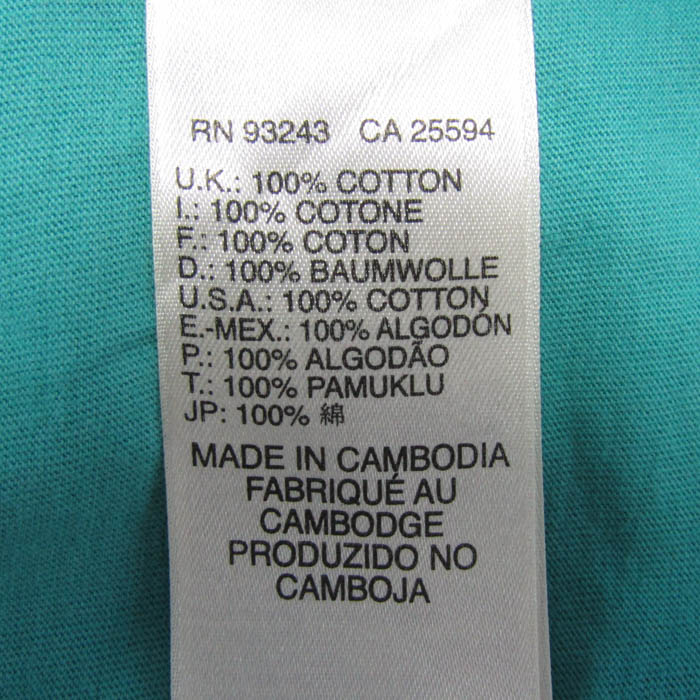 RN 93243 CA 25594
U.K.: 100% COTTON
I.: 100% COTONE
F.: 100% COTON
D.: 100% BAUMWOLLE
U.S.A.: 100% COTTON
E.-MEX.: 100% ALGODÓN
P.: 100% ALGODÃO
T.: 100% PAMUKLU
JP: 100% 綿
MADE IN CAMBODIA
FABRIQUÉ AU
CAMBODGE
PRODUZIDO NO
CAMBOJA